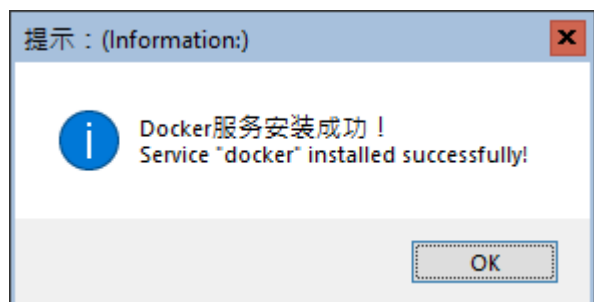 提示：(Information:)
Docker服务安装成功！
Service "docker" installed successfully!
OK